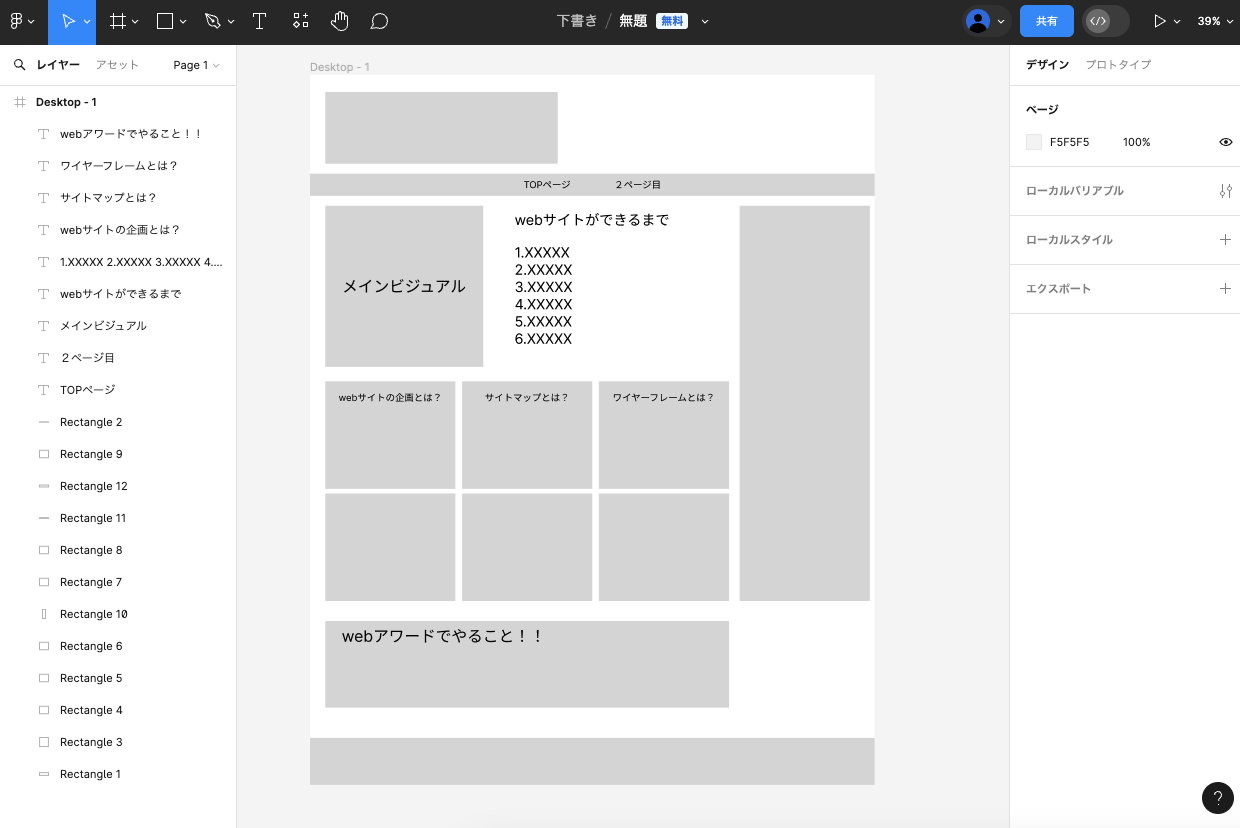 下書き / 無題 無料
共有
39%
レイヤー アセット Page 1
Desktop - 1
webアワードでやること！！
ワイヤーフレームとは？
サイトマップとは？
webサイトの企画とは？
1.XXXXX 2.XXXXX 3.XXXXX 4....
webサイトができるまで
メインビジュアル
２ページ目
TOPページ
Rectangle 2
Rectangle 9
Rectangle 12
Rectangle 11
Rectangle 8
Rectangle 7
Rectangle 10
Rectangle 6
Rectangle 5
Rectangle 4
Rectangle 3
Rectangle 1
Desktop - 1
TOPページ ２ページ目
メインビジュアル
webサイトができるまで
1.XXXXX
2.XXXXX
3.XXXXX
4.XXXXX
5.XXXXX
6.XXXXX
webサイトの企画とは？ サイトマップとは？ ワイヤーフレームとは？
webアワードでやること！！
デザイン プロトタイプ
ページ
F5F5F5 100%
ローカルバリアブル
ローカルスタイル
エクスポート
?